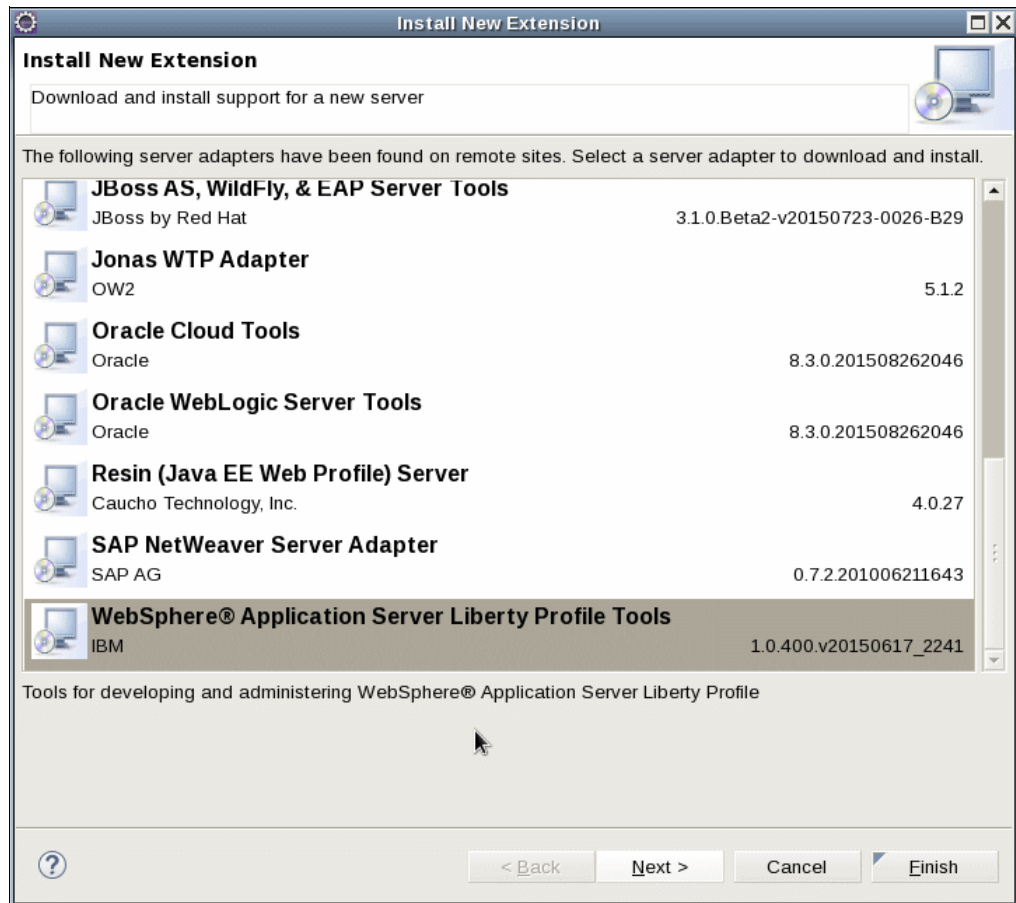 Install New Extension
Install New Extension
Download and install support for a new server
The following server adapters have been found on remote sites. Select a server adapter to download and install.
JBoss AS, WildFly, & EAP Server Tools
JBoss by Red Hat 3.1.0.Beta2-v20150723-0026-B29
Jonas WTP Adapter
OW2 5.1.2
Oracle Cloud Tools
Oracle 8.3.0.201508262046
Oracle WebLogic Server Tools
Oracle 8.3.0.201508262046
Resin (Java EE Web Profile) Server
Caucho Technology, Inc. 4.0.27
SAP NetWeaver Server Adapter
SAP AG 0.7.2.201006211643
WebSphere® Application Server Liberty Profile Tools
IBM 1.0.400.v20150617_2241
Tools for developing and administering WebSphere® Application Server Liberty Profile
? < Back Next > Cancel Finish